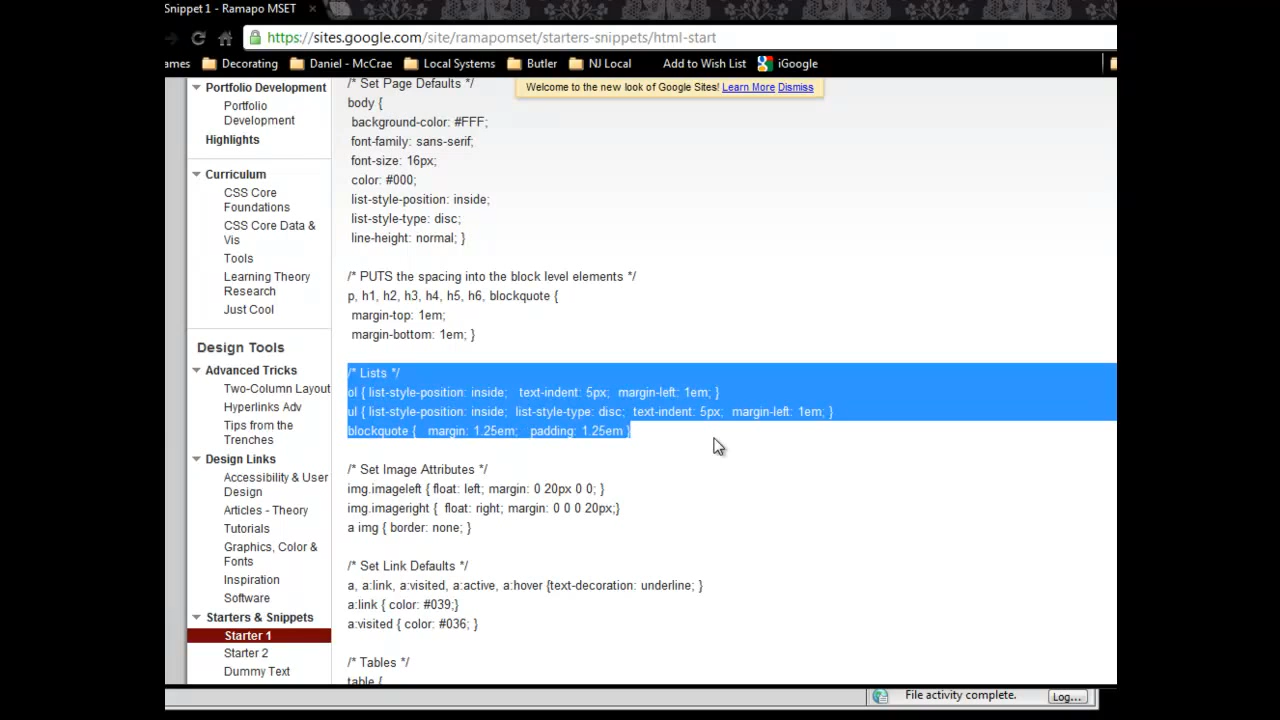 Snippet 1 - Ramapo MSET
https://sites.google.com/site/ramapomset/starters-snippets/html-start
ames Decorating Daniel - McCrae Local Systems Butler NJ Local Add to Wish List iGoogle
Welcome to the new look of Google Sites! Learn More Dismiss
Portfolio Development
Portfolio
Development
Highlights
Curriculum
CSS Core
Foundations
CSS Core Data &
Vis
Tools
Learning Theory
Research
Just Cool
Design Tools
Advanced Tricks
Two-Column Layout
Hyperlinks Adv
Tips from the
Trenches
Design Links
Accessibility & User
Design
Articles - Theory
Tutorials
Graphics, Color &
Fonts
Inspiration
Software
Starters & Snippets
Starter 1
Starter 2
Dummy Text
/* Set Page Defaults */
body {
background-color: #FFF;
font-family: sans-serif;
font-size: 16px;
color: #000;
list-style-position: inside;
list-style-type: disc;
line-height: normal; }
/* PUTS the spacing into the block level elements */
p, h1, h2, h3, h4, h5, h6, blockquote {
margin-top: 1em;
margin-bottom: 1em; }
/* Lists */
ol { list-style-position: inside; text-indent: 5px; margin-left: 1em; }
ul { list-style-position: inside; list-style-type: disc; text-indent: 5px; margin-left: 1em; }
blockquote { margin: 1.25em; padding: 1.25em }
/* Set Image Attributes */
img.imageleft { float: left; margin: 0 20px 0 0; }
img.imageright { float: right; margin: 0 0 0 20px;}
a img { border: none; }
/* Set Link Defaults */
a, a:link, a:visited, a:active, a:hover {text-decoration: underline; }
a:link { color: #039;}
a:visited { color: #036; }
/* Tables */
table {
File activity complete. Log...